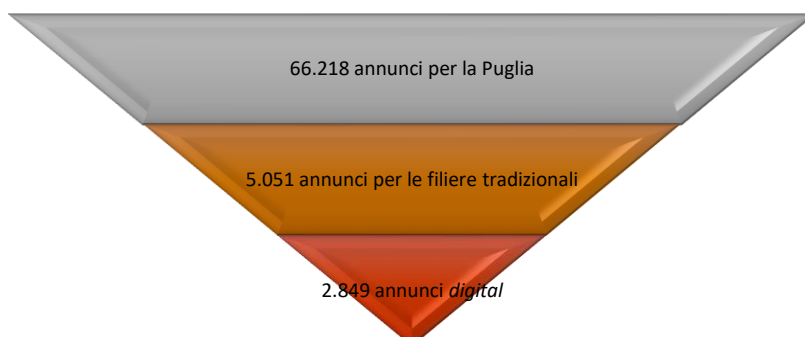 66.218 annunci per la Puglia
5.051 annunci per le filiere tradizionali
2.849 annunci digital